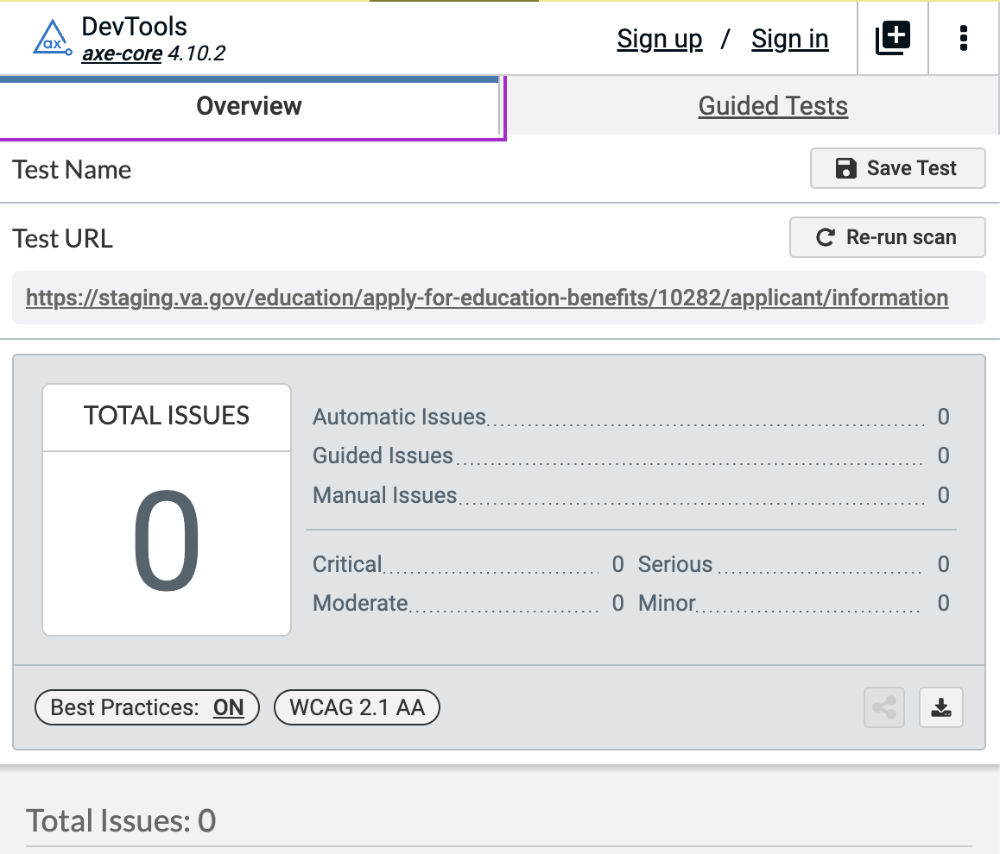 ax DevTools
axe-core 4.10.2
Sign up / Sign in
Overview
Guided Tests
Test Name
Save Test
Test URL
Re-run scan
https://staging.va.gov/education/apply-for-education-benefits/10282/applicant/information
TOTAL ISSUES
0
Automatic Issues 0
Guided Issues 0
Manual Issues 0
Critical 0 Serious 0
Moderate 0 Minor 0
Best Practices: ON
WCAG 2.1 AA
Total Issues: 0